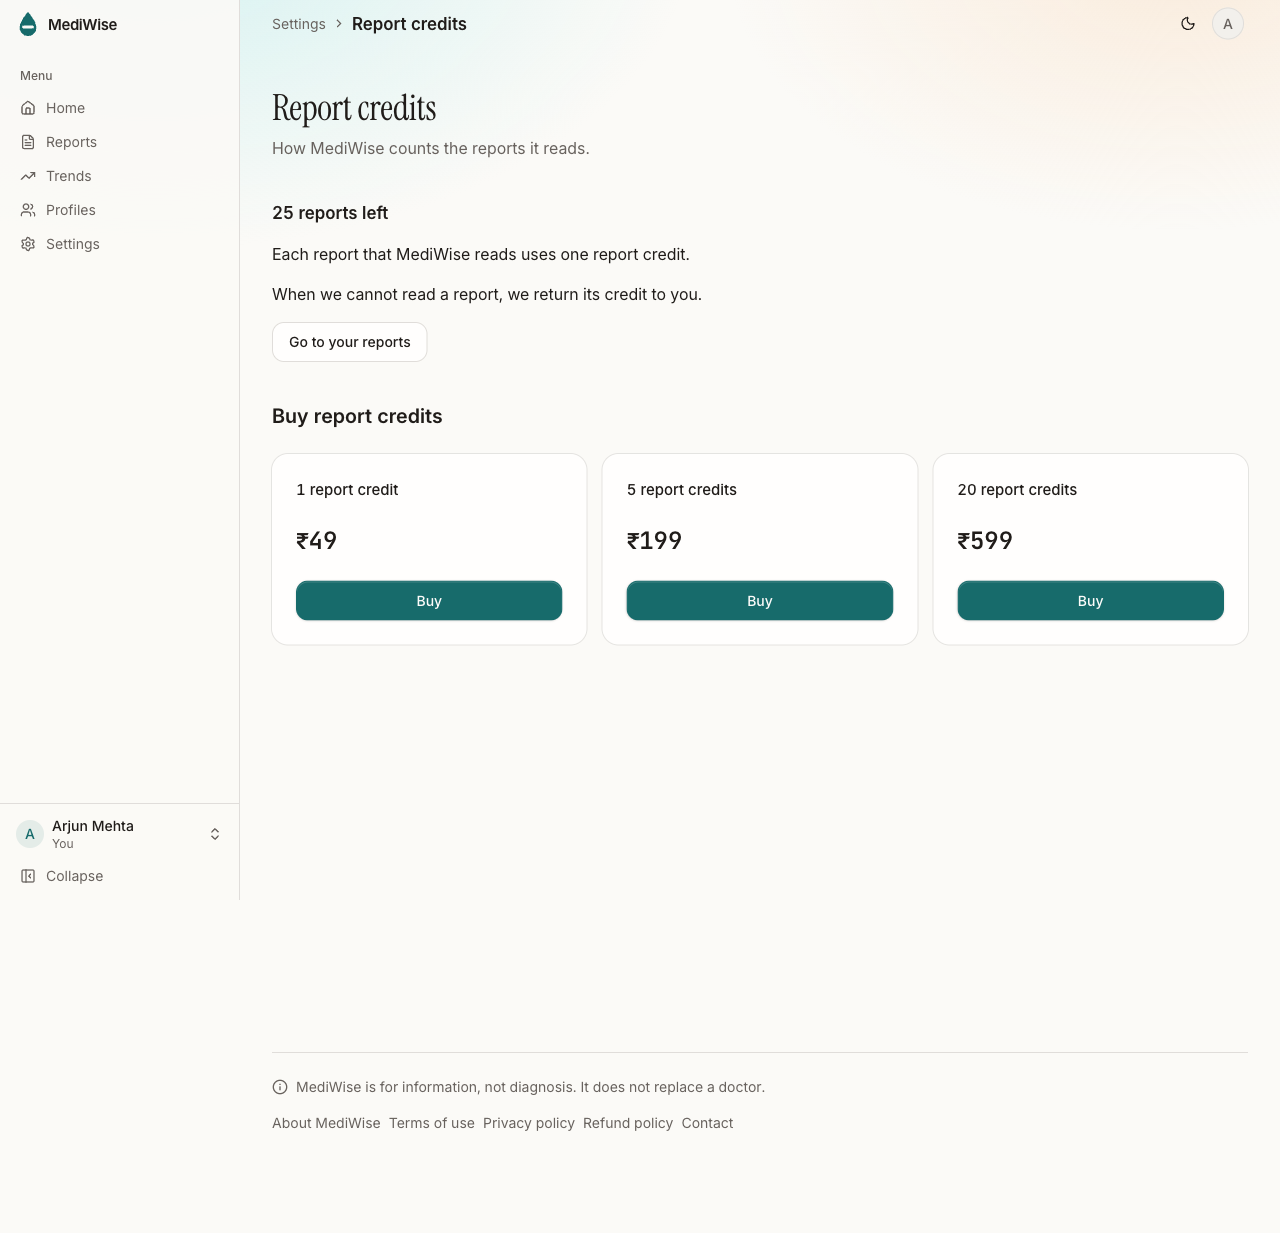 MediWise
Menu
Home
Reports
Trends
Profiles
Settings
Arjun Mehta
A
You
Collapse
Settings > Report credits
A
Report credits
How MediWise counts the reports it reads.
25 reports left
Each report that MediWise reads uses one report credit.
When we cannot read a report, we return its credit to you.
Go to your reports
Buy report credits
1 report credit
₹49
Buy
5 report credits
₹199
Buy
20 report credits
₹599
Buy
MediWise is for information, not diagnosis. It does not replace a doctor.
About MediWise Terms of use Privacy policy Refund policy Contact